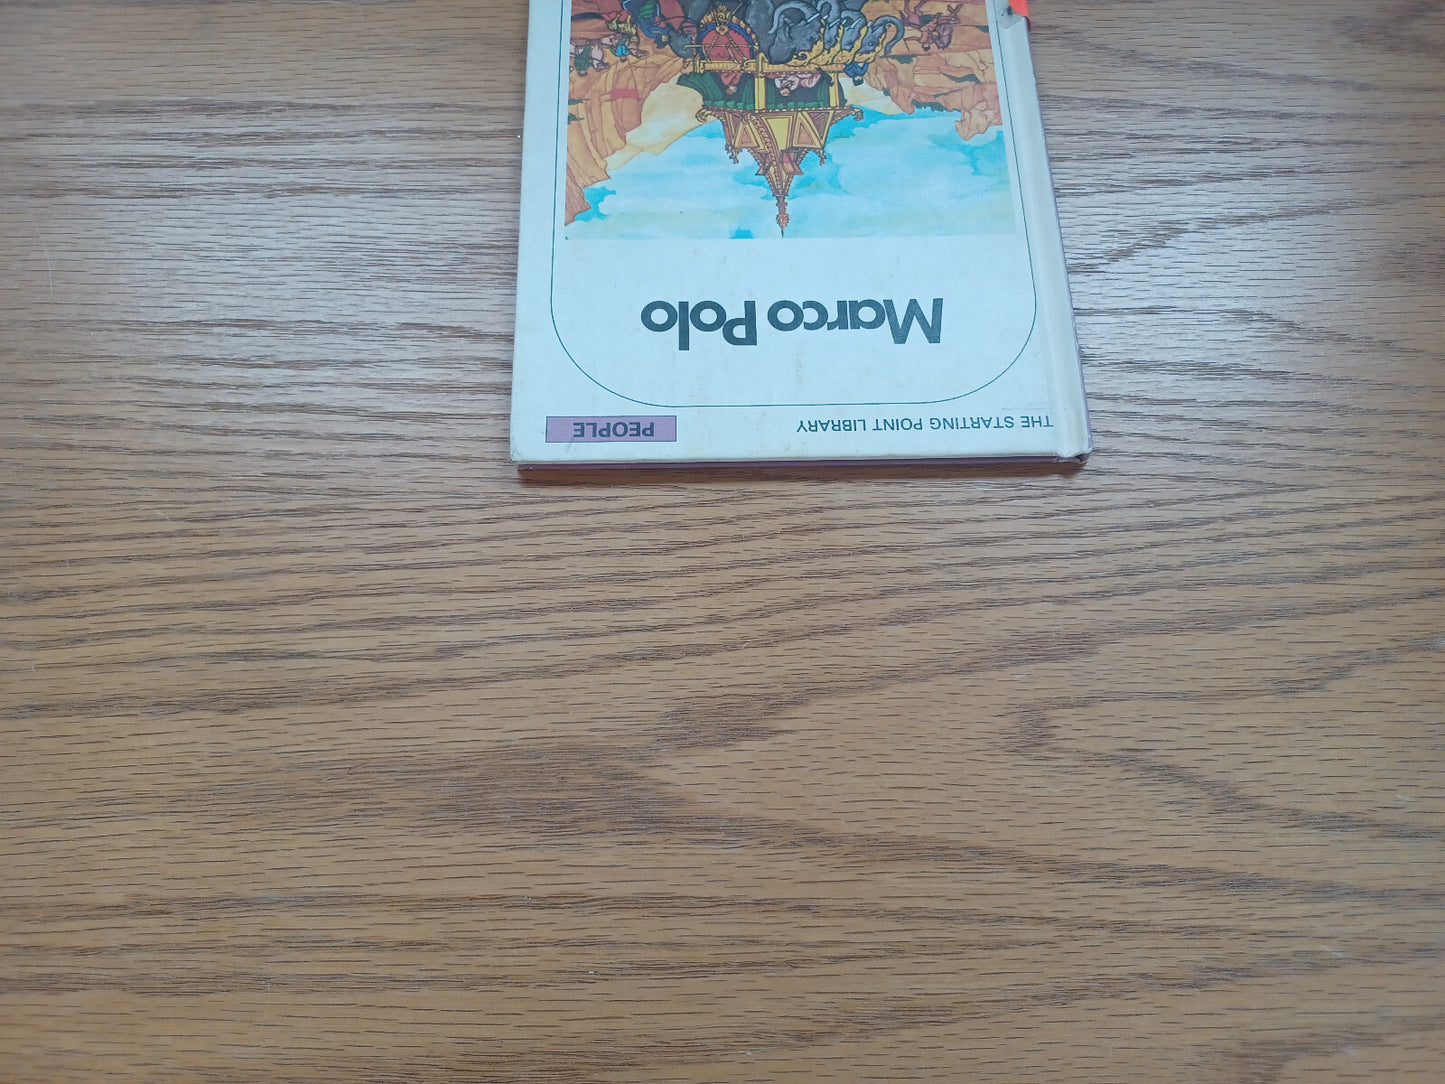 THE STARTING POINT LIBRARY
PEOPLE
Marco Polo